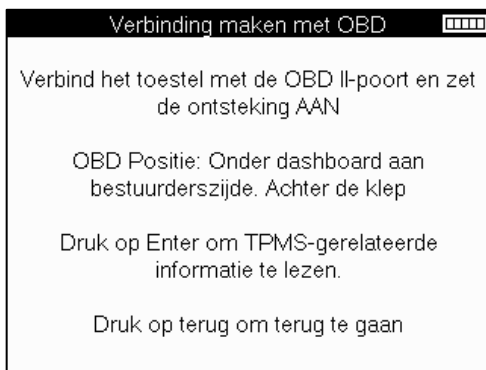 Verbinding maken met OBD
Verbind het toestel met de OBD II-poort en zet
de ontsteking AAN
OBD Positie: Onder dashboard aan
bestuurderszijde. Achter de klep
Druk op Enter om TPMS-gerelateerde
informatie te lezen.
Druk op terug om terug te gaan